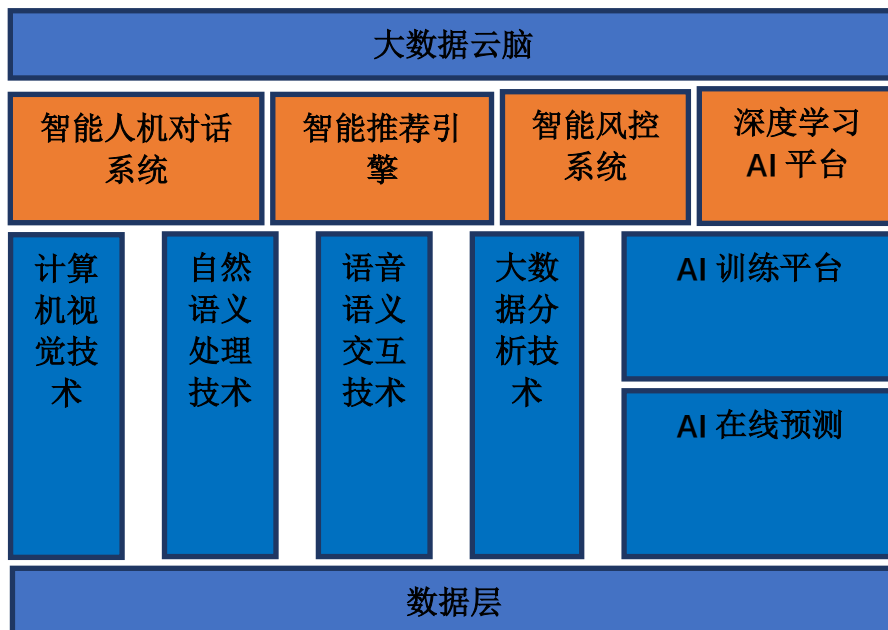 大数据云脑
智能人机对话
系统
智能推荐引
擎
智能风控
系统
深度学习
AI 平台
计算
机视
觉技
术
自然
语义
处理
技术
语音
语义
交互
技术
大数
据分
析技
术
AI 训练平台
AI 在线预测
数据层